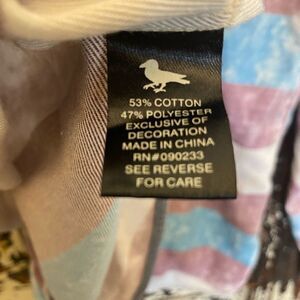 53% COTTON
47% POLYESTER
EXCLUSIVE OF
DECORATION
MADE IN CHINA
RN#090233
SEE REVERSE
FOR CARE